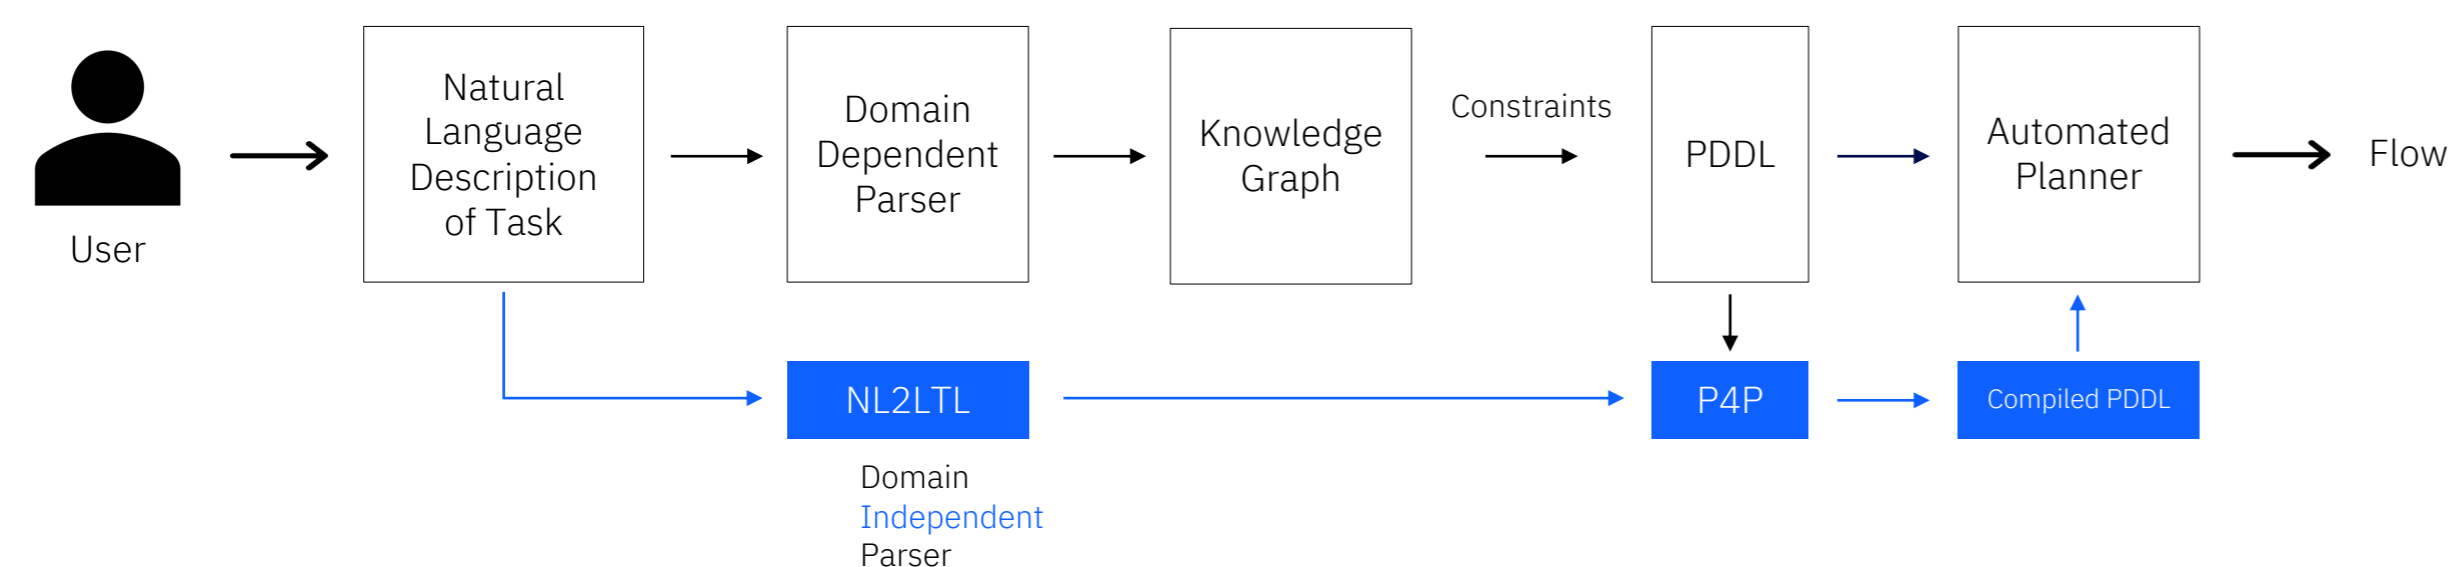 User
Natural
Language
Description
of Task
Domain
Dependent
Parser
Knowledge
Graph
Constraints
PDDL
Automated
Planner
Flow
NL2LTL
P4P
Compiled PDDL
Domain
Independent
Parser